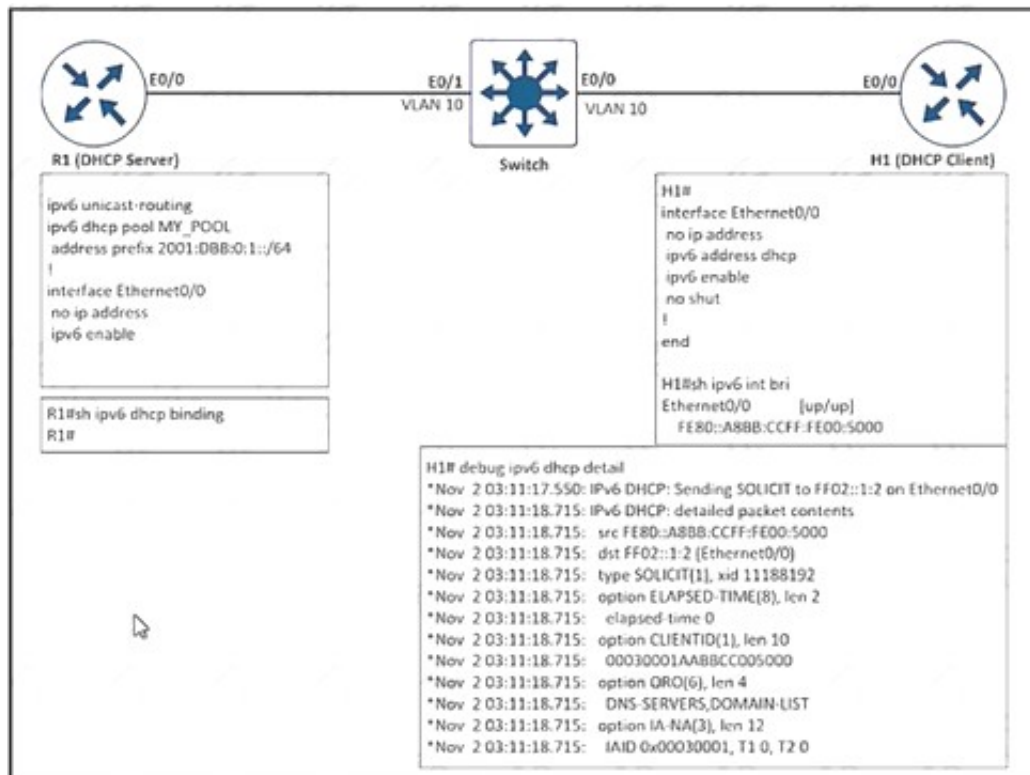 E0/0
E0/1
E0/0
E0/0
VLAN 10
VLAN 10
R1 (DHCP Server)
Switch
H1 (DHCP Client)
ipv6 unicast-routing
ipv6 dhcp pool MY_POOL
address prefix 2001:DBB:0:1::/64
!
interface Ethernet0/0
no ip address
ipv6 enable
R1#sh ipv6 dhcp binding
R1#
H1#
interface Ethernet0/0
no ip address
ipv6 address dhcp
ipv6 enable
no shut
!
end
H1#sh ipv6 int bri
Ethernet0/0 [up/up]
FE80::A8BB:CCFF:FE00:5000
H1# debug ipv6 dhcp detail
*Nov 2 03:11:17.550: IPv6 DHCP: Sending SOLICIT to FF02::1:2 on Ethernet0/0
*Nov 2 03:11:18.715: IPv6 DHCP: detailed packet contents
*Nov 2 03:11:18.715: src FE80::A8BB:CCFF:FE00:5000
*Nov 2 03:11:18.715: dst FF02::1:2 (Ethernet0/0)
*Nov 2 03:11:18.715: type SOLICIT(1), xid 11188192
*Nov 2 03:11:18.715: option ELAPSED-TIME(8), len 2
*Nov 2 03:11:18.715: elapsed-time 0
*Nov 2 03:11:18.715: option CLIENTID(1), len 10
*Nov 2 03:11:18.715: 00030001AABBCC005000
*Nov 2 03:11:18.715: option ORO(6), len 4
*Nov 2 03:11:18.715: DNS-SERVERS,DOMAIN-LIST
*Nov 2 03:11:18.715: option IA-NA(3), len 12
*Nov 2 03:11:18.715: IAID 0x00030001, T1 0, T2 0